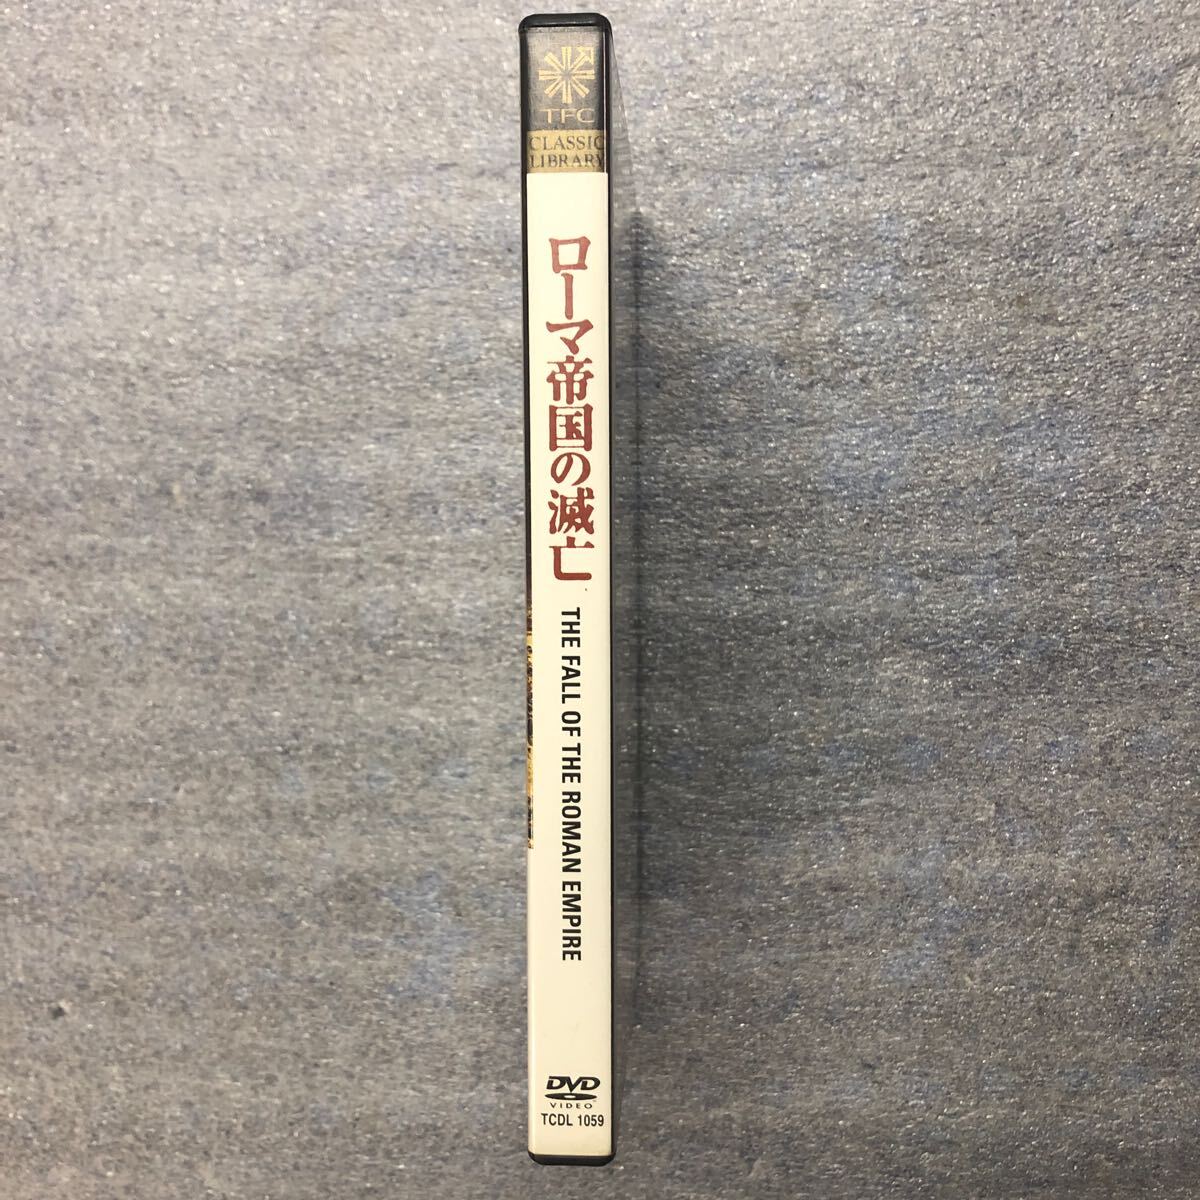 TFC
CLASSIC
LIBRARY
ローマ帝国の滅亡
THE FALL OF THE ROMAN EMPIRE
DVD
VIDEO
TCDL 1059